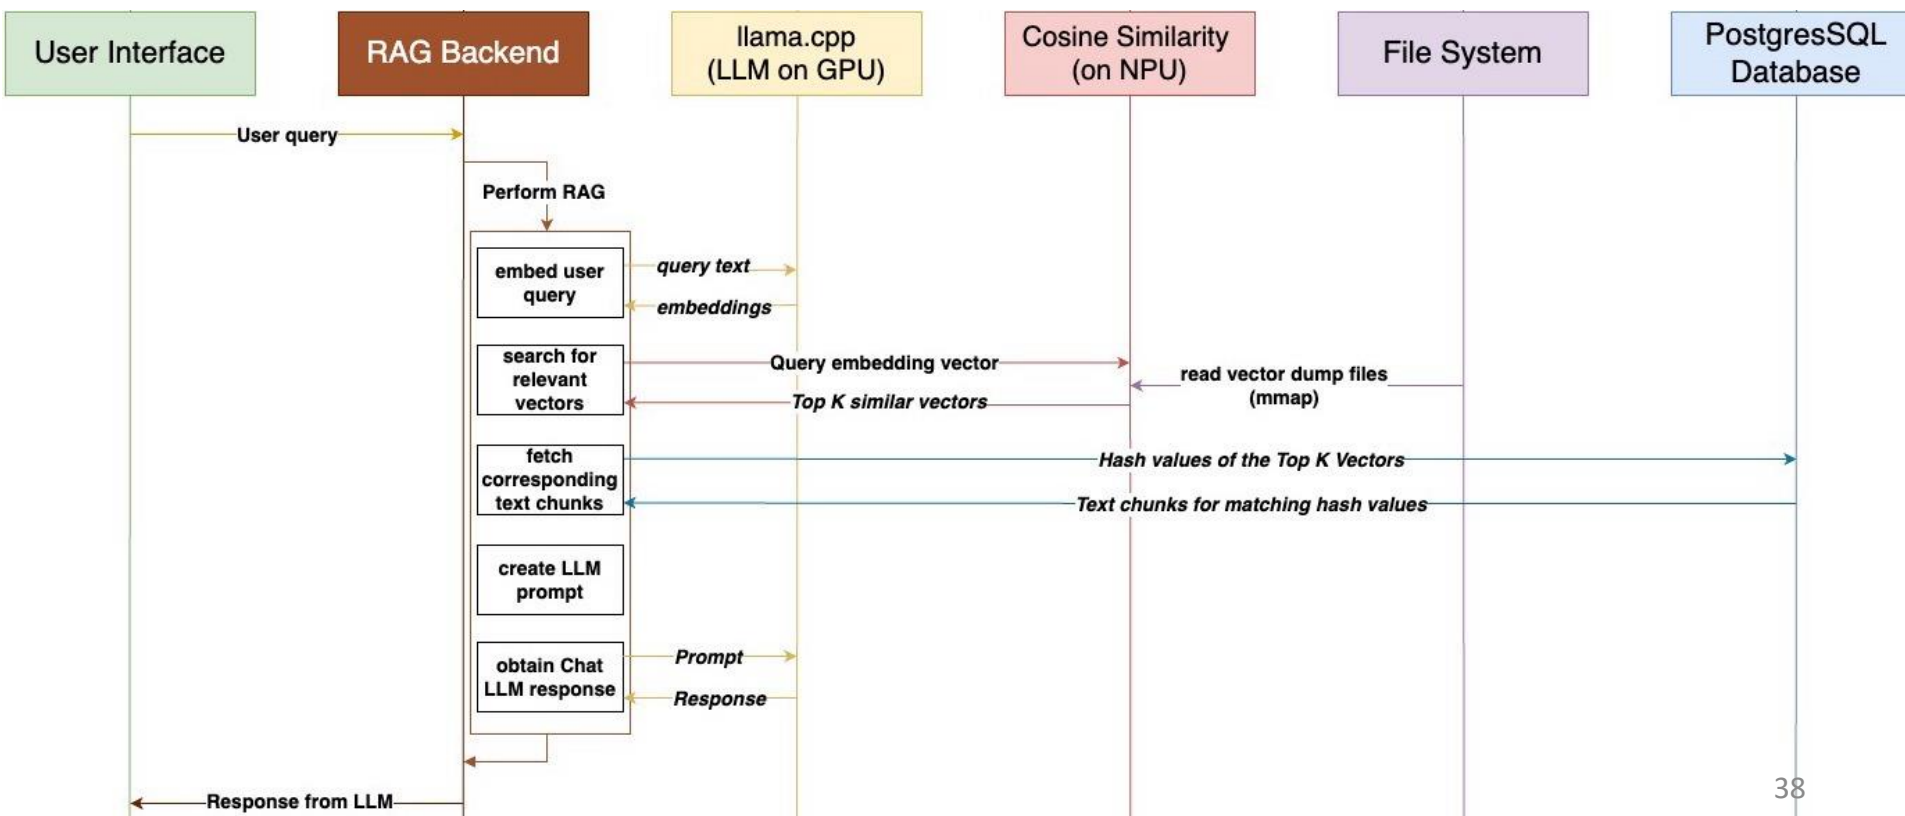 User Interface
RAG Backend
llama.cpp
(LLM on GPU)
Cosine Similarity
(on NPU)
File System
PostgresSQL
Database
User query
Perform RAG
embed user
query
query text
embeddings
search for
relevant
vectors
Query embedding vector
read vector dump files
(mmap)
Top K similar vectors
fetch
corresponding
text chunks
Hash values of the Top K Vectors
Text chunks for matching hash values
create LLM
prompt
obtain Chat
LLM response
Prompt
Response
Response from LLM
38